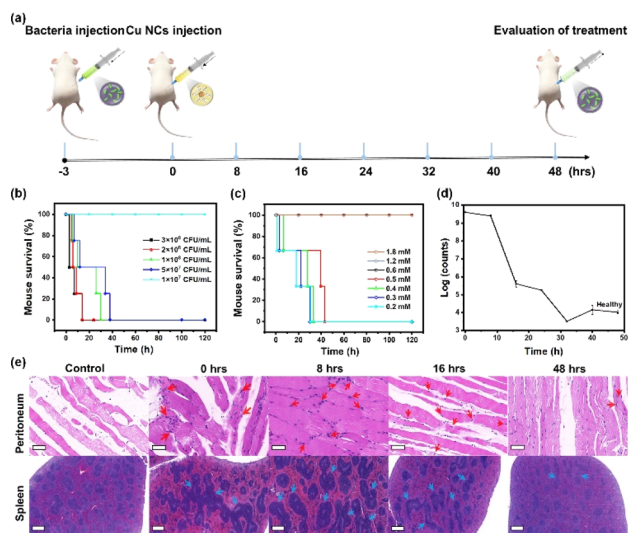 (a)
Bacteria injection Cu NCs injection Evaluation of treatment
-3 0 8 16 24 32 40 48 (hrs)
(b) (c) (d)
Mouse survival (%)
100
80
60
40
20
0
3×10⁸ CFU/mL
2×10⁸ CFU/mL
1×10⁸ CFU/mL
5×10⁷ CFU/mL
1×10⁷ CFU/mL
0 20 40 60 80 100 120
Time (h)
Mouse survival (%)
100
80
60
40
20
0
1.8 mM
1.2 mM
0.6 mM
0.5 mM
0.4 mM
0.3 mM
0.2 mM
0 20 40 60 80 100 120
Time (h)
Log (counts)
10
9
8
7
6
5
4
3
Healthy
0 10 20 30 40 50
Time (h)
(e) Control 0 hrs 8 hrs 16 hrs 48 hrs
Peritoneum
Spleen